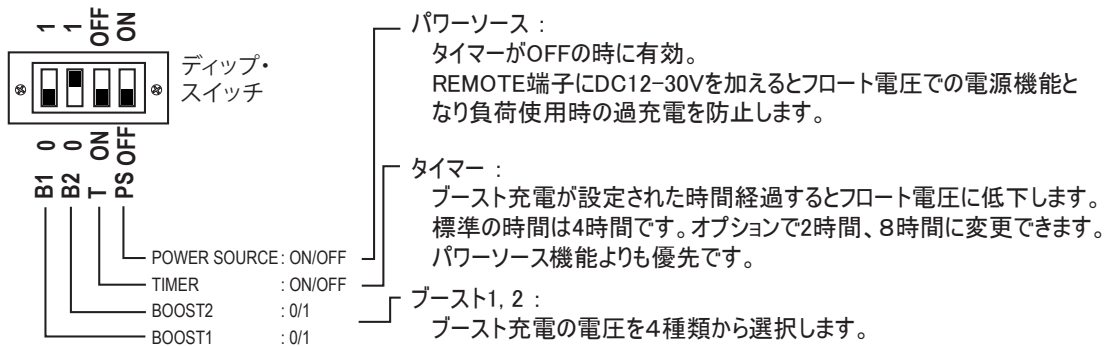 1
1
OFF
ON
ディップ・
スイッチ
0
0
ON
OFF
B1
B2
T
PS
POWER SOURCE : ON/OFF
TIMER : ON/OFF
BOOST2 : 0/1
BOOST1 : 0/1
パワーソース :
タイマーがOFFの時に有効。
REMOTE端子にDC12-30Vを加えるとフロート電圧での電源機能と
なり負荷使用時の過充電を防止します。
タイマー :
ブースト充電が設定された時間経過するとフロート電圧に低下します。
標準の時間は4時間です。オプションで2時間、8時間に変更できます。
パワーソース機能よりも優先です。
ブースト1, 2 :
ブースト充電の電圧を4種類から選択します。